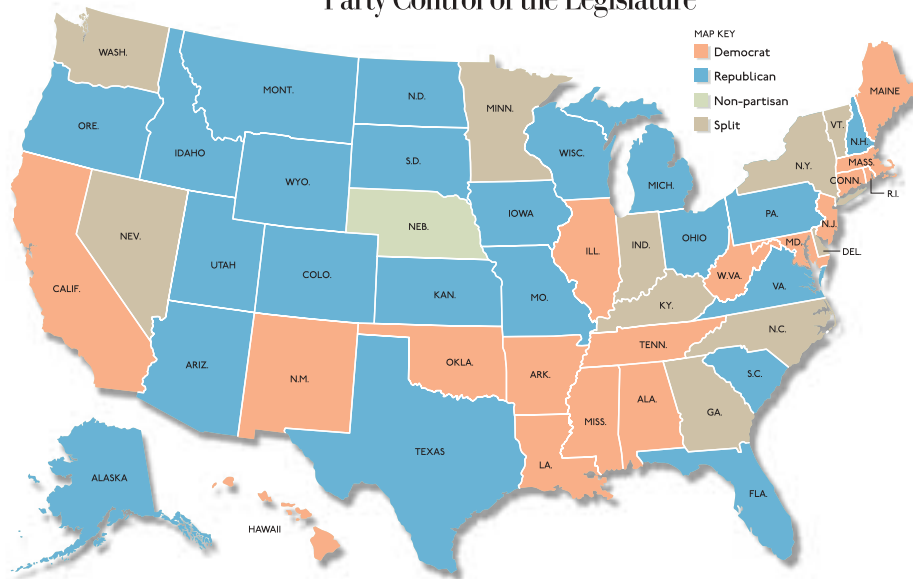 Party Control of the Legislature
MAP KEY
Democrat
Republican
Non-partisan
Split
WASH.
ORE.
IDAHO
MONT.
N.D.
MINN.
S.D.
WYO.
WISC.
MICH.
MAINE
VT.
N.H.
MASS.
N.Y.
CONN.
R.I.
NEB.
IOWA
NEV.
UTAH
COLO.
KAN.
MO.
ILL.
IND.
OHIO
PA.
N.J.
MD.
DEL.
W.VA.
VA.
KY.
CALIF.
ARIZ.
N.M.
OKLA.
ARK.
TENN.
N.C.
S.C.
MISS.
ALA.
GA.
TEXAS
LA.
FLA.
ALASKA
HAWAII